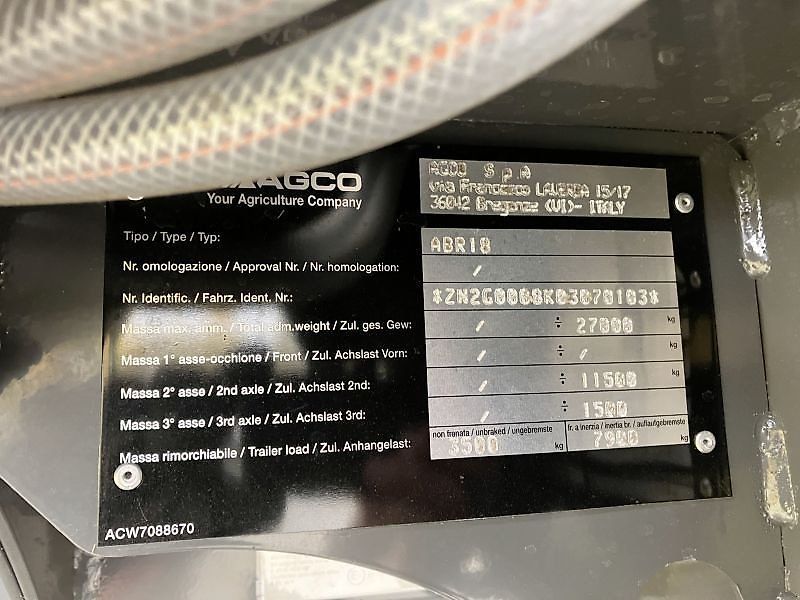 AGCO
Your Agriculture Company
AGCO S p A
via Francesco LAVERDA 15/17
36042 Breganze (VI)- ITALY
Tipo / Type / Typ: ABR18
Nr. omologazione / Approval Nr. / Nr. homologation: /
Nr. Identific. / Fahrz. Ident, Nr.: *ZN2G0068K03070103*
Massa max. amm. / Total adm.weight / Zul. ges. Gew: / ÷ 27000 kg
Massa 1° asse-occhione / Front / Zul. Achslast Vorn: / ÷ / kg
Massa 2° asse / 2nd axle / Zul. Achslast 2nd: / ÷ 11500 kg
Massa 3° asse / 3rd axle / Zul. Achslast 3rd: / ÷ 1500
Massa rimorchiabile / Trailer load / Zul. Anhangelast: non frenata / unbraked / ungebremste 3500 kg fr. a inerzia / inertia br. / auflaufgebremste 7900 kg
ACW7088670